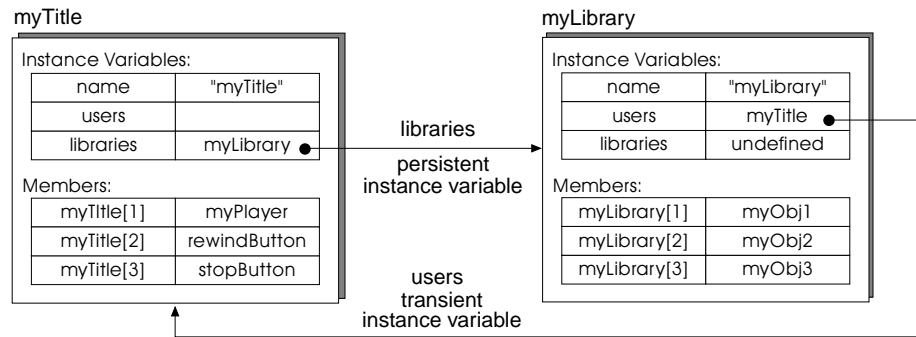 myTitle
Instance Variables:
name "myTitle"
users
libraries myLibrary
Members:
myTItle[1] myPlayer
myTitle[2] rewindButton
myTitle[3] stopButton
libraries
persistent
instance variable
users
transient
instance variable
myLibrary
Instance Variables:
name "myLibrary"
users myTitle
libraries undefined
Members:
myLibrary[1] myObj1
myLibrary[2] myObj2
myLibrary[3] myObj3